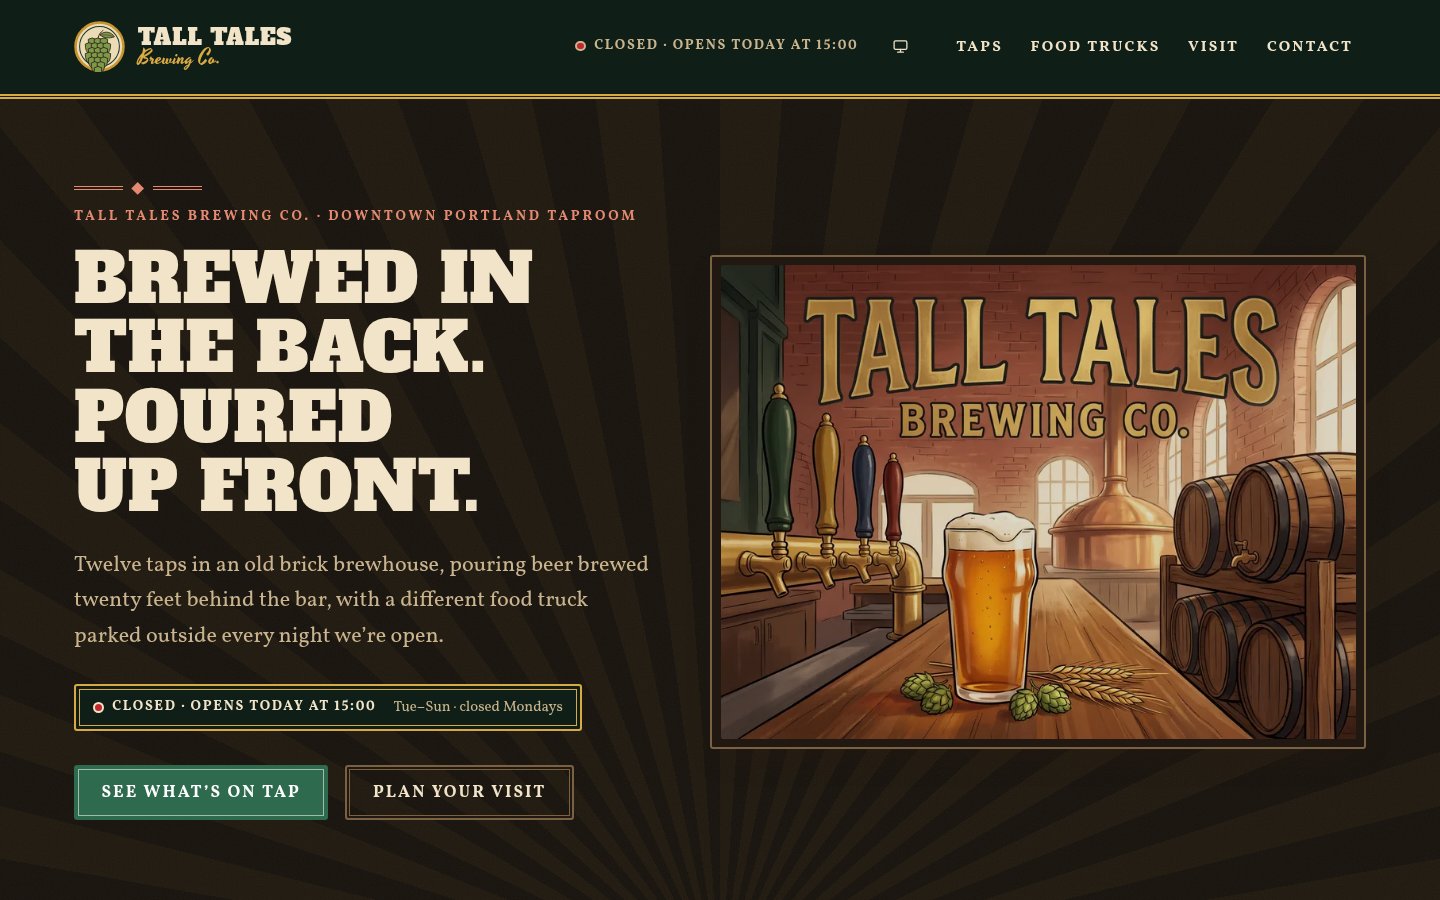 TALL TALES
Brewing Co.
CLOSED · OPENS TODAY AT 15:00
TAPS
FOOD TRUCKS
VISIT
CONTACT
TALL TALES BREWING CO. · DOWNTOWN PORTLAND TAPROOM
BREWED IN
THE BACK.
POURED
UP FRONT.
Twelve taps in an old brick brewhouse, pouring beer brewed
twenty feet behind the bar, with a different food truck
parked outside every night we’re open.
CLOSED · OPENS TODAY AT 15:00 Tue–Sun · closed Mondays
SEE WHAT’S ON TAP
PLAN YOUR VISIT
TALL TALES
BREWING CO.